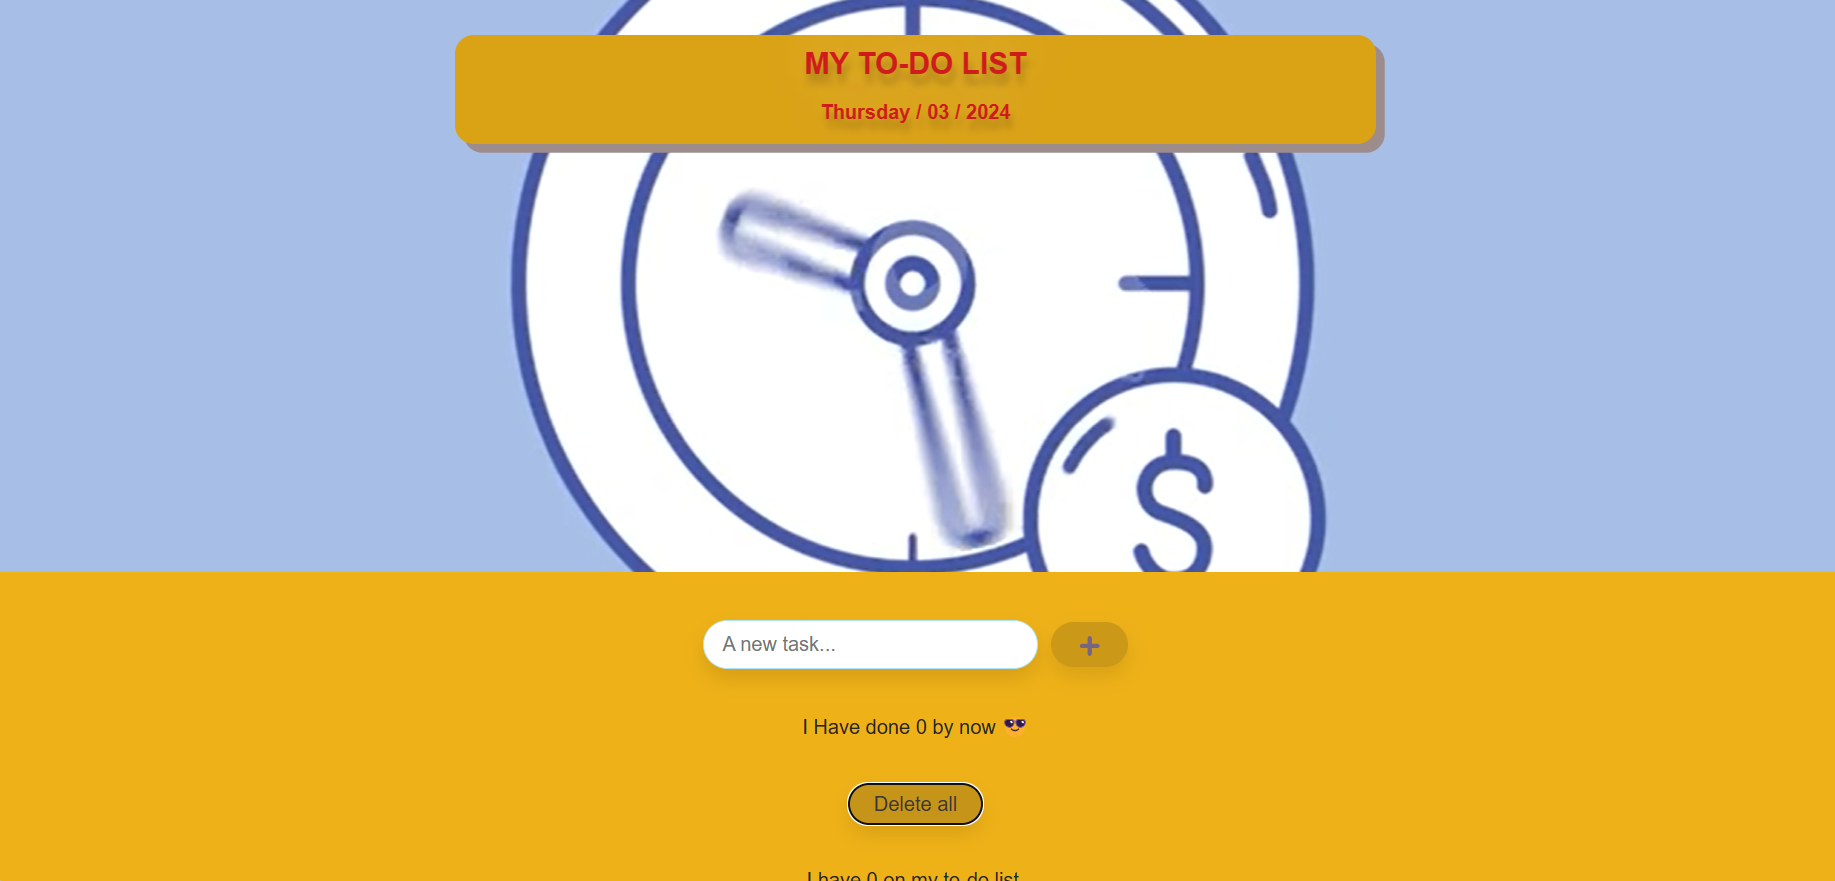 MY TO-DO LIST
Thursday / 03 / 2024
$
A new task...
+
I Have done 0 by now 😎
Delete all
I have 0 on my to-do list